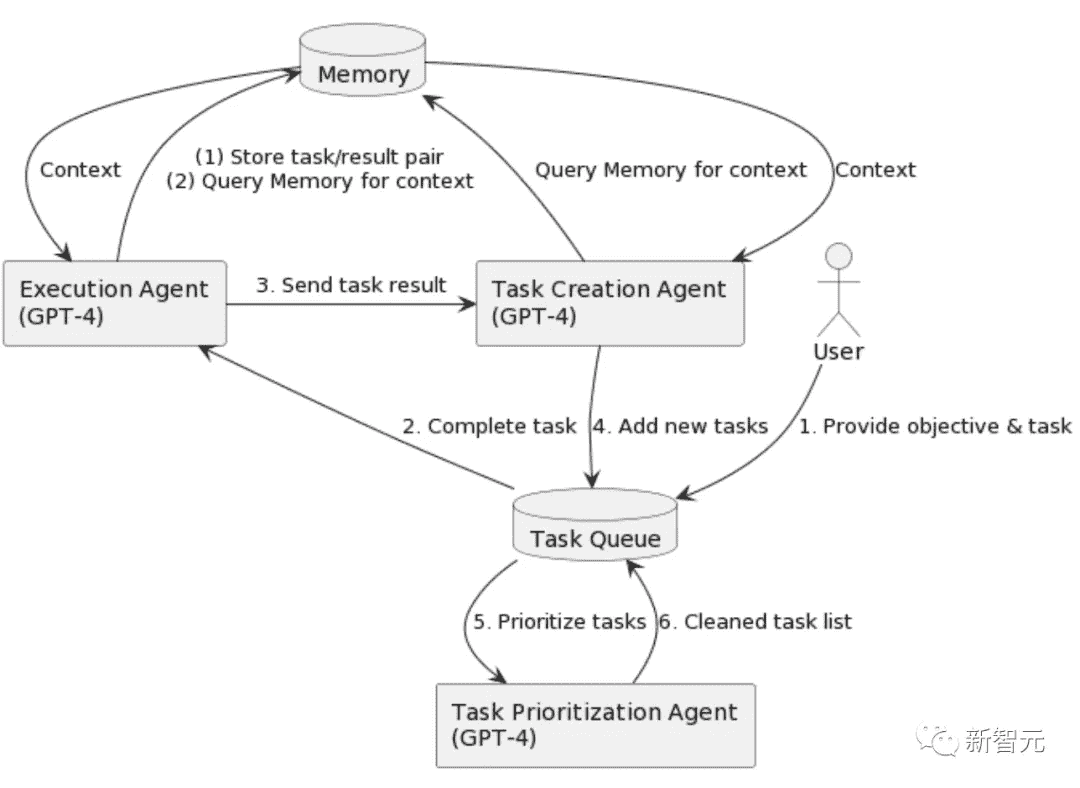 Memory
Context
(1) Store task/result pair
(2) Query Memory for context
Query Memory for context
Context
Execution Agent
(GPT-4)
3. Send task result
Task Creation Agent
(GPT-4)
User
2. Complete task
4. Add new tasks
1. Provide objective & task
Task Queue
5. Prioritize tasks
6. Cleaned task list
Task Prioritization Agent
(GPT-4)
新智元